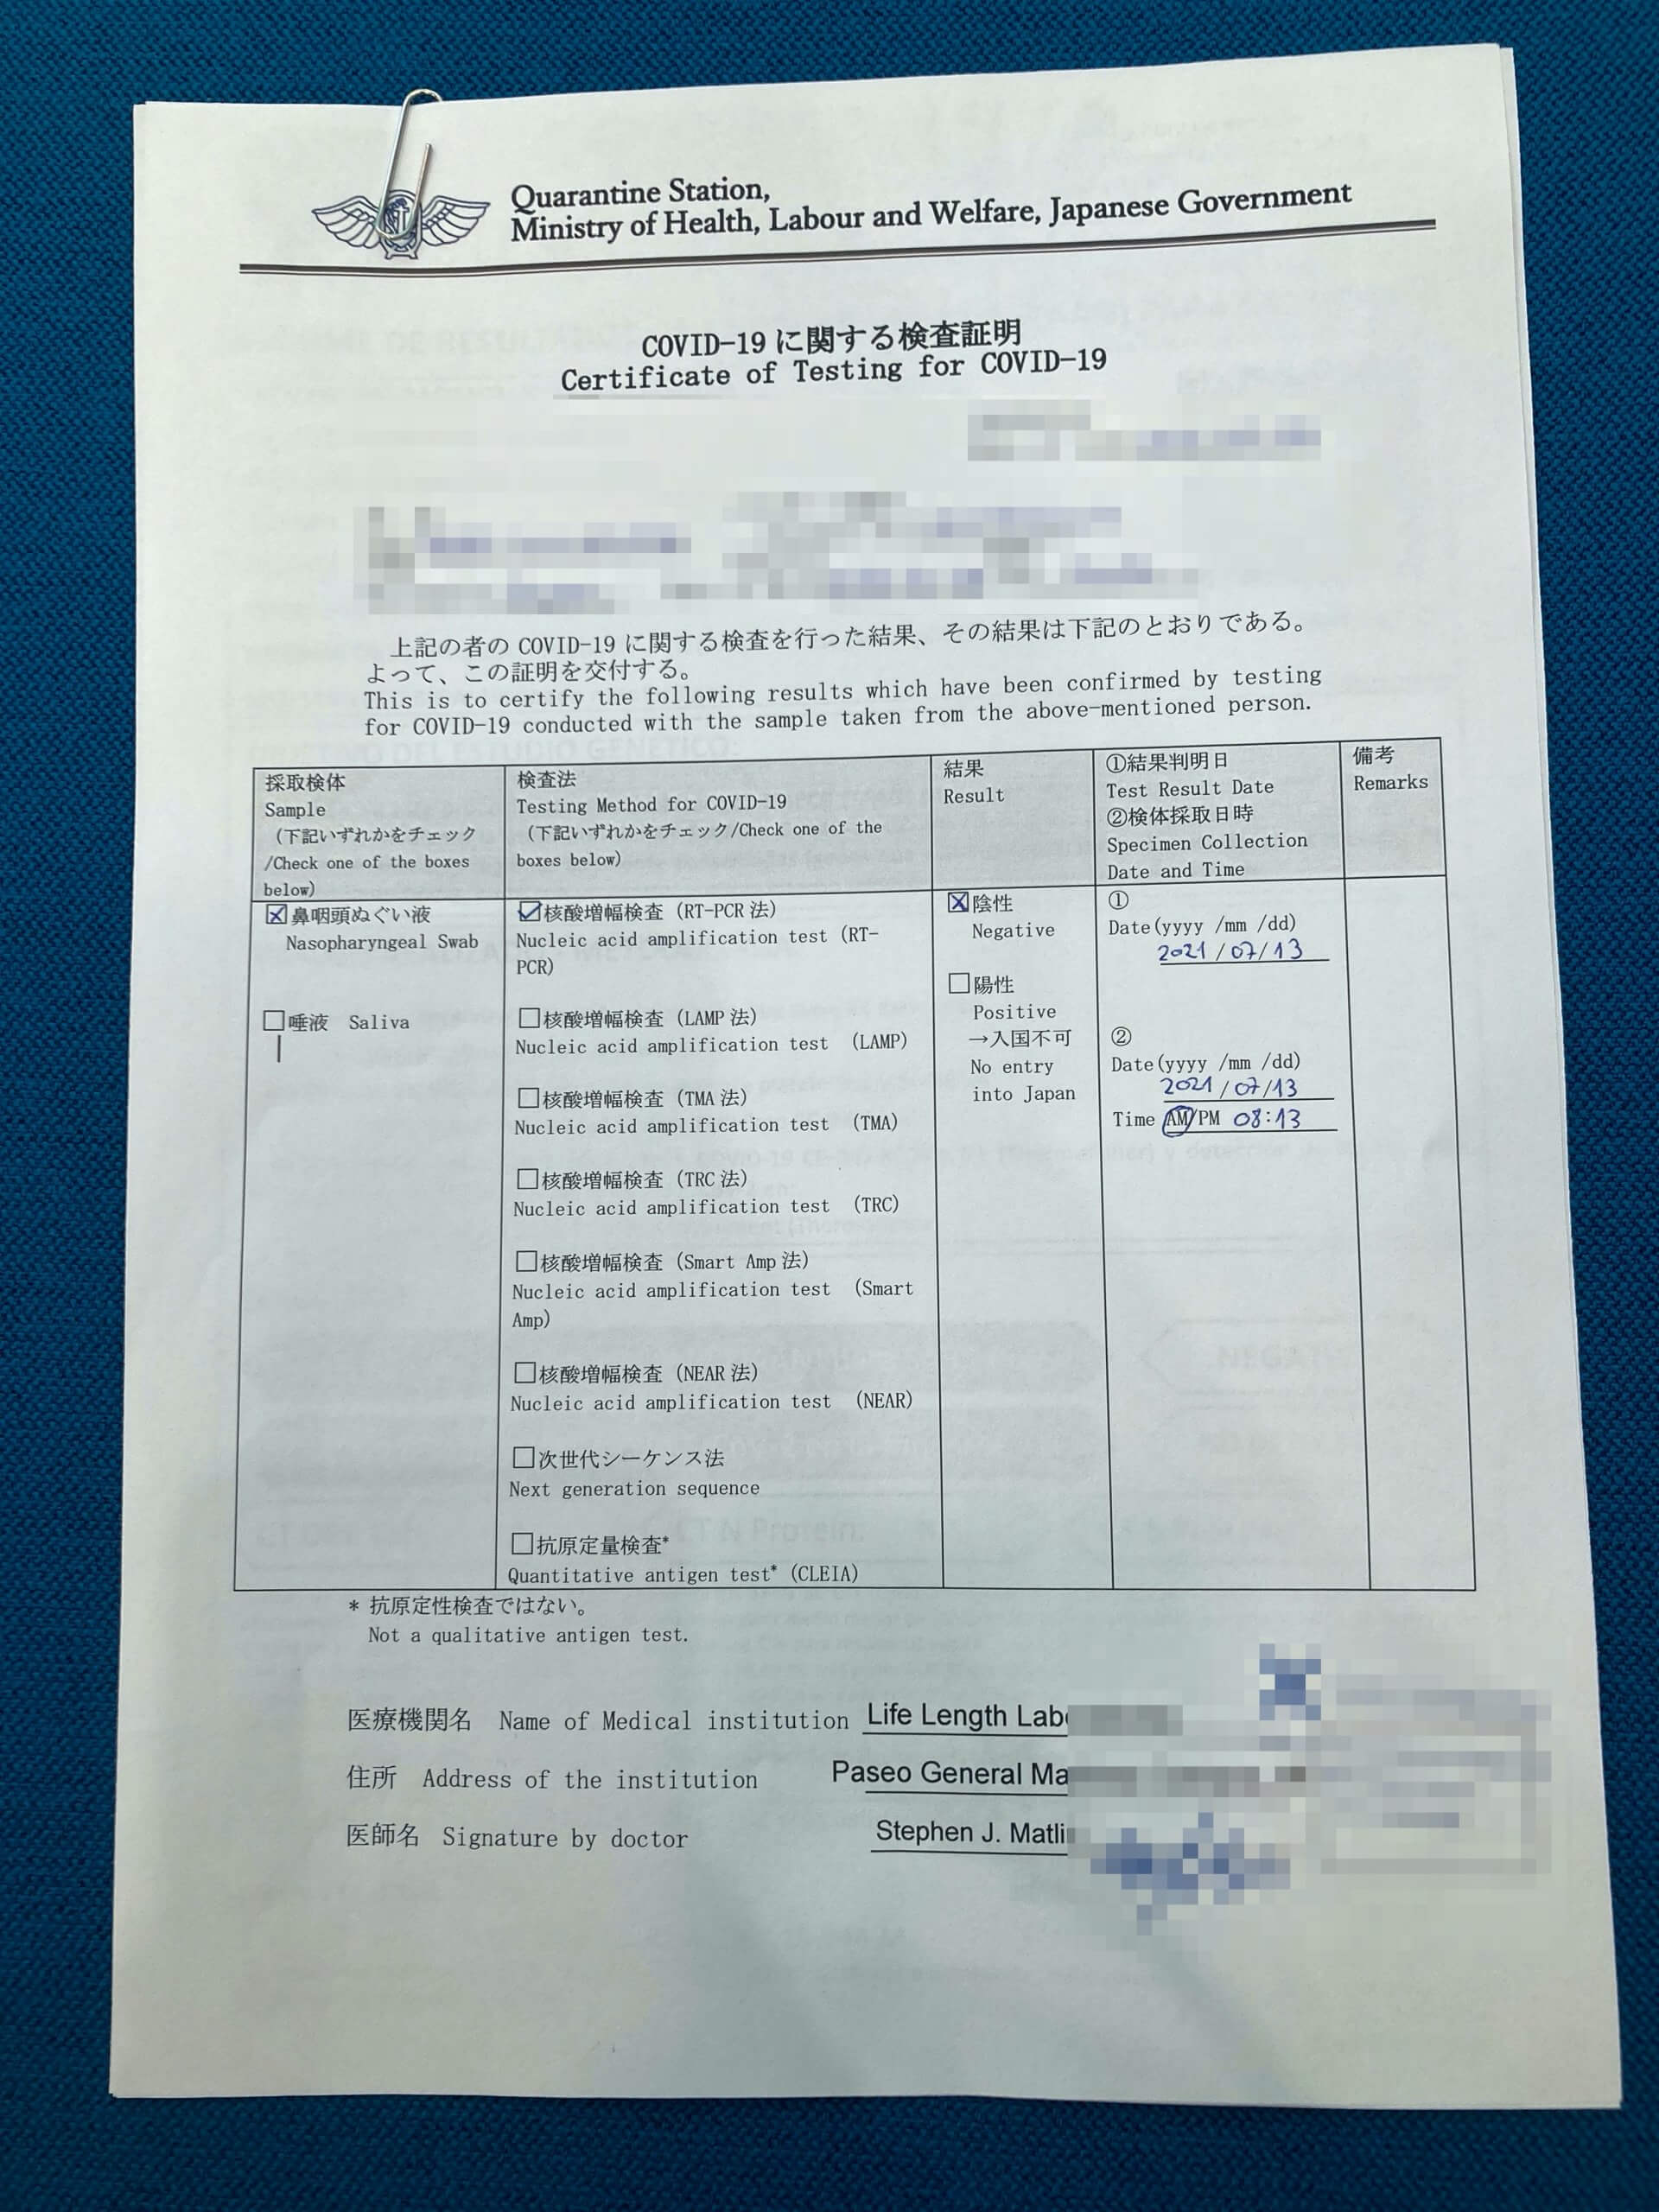 Quarantine Station,
Ministry of Health, Labour and Welfare, Japanese Government
COVID-19 に関する検査証明
Certificate of Testing for COVID-19
上記の者の COVID-19 に関する検査を行った結果、その結果は下記のとおりである。
よって、この証明を交付する。
This is to certify the following results which have been confirmed by testing
for COVID-19 conducted with the sample taken from the above-mentioned person.
採取検体
Sample
（下記いずれかをチェック
/Check one of the boxes
below)
検査法
Testing Method for COVID-19
（下記いずれかをチェック/Check one of the
boxes below)
結果
Result
①結果判明日
Test Result Date
②検体採取日時
Specimen Collection
Date and Time
備考
Remarks
☒鼻咽頭ぬぐい液
Nasopharyngeal Swab
☐唾液 Saliva
☑核酸増幅検査（RT-PCR 法）
Nucleic acid amplification test (RT-
PCR)
☐核酸増幅検査（LAMP 法）
Nucleic acid amplification test (LAMP)
☐核酸増幅検査（TMA 法）
Nucleic acid amplification test (TMA)
☐核酸増幅検査（TRC 法）
Nucleic acid amplification test (TRC)
☐核酸増幅検査（Smart Amp 法）
Nucleic acid amplification test (Smart
Amp)
☐核酸増幅検査（NEAR 法）
Nucleic acid amplification test (NEAR)
☐次世代シーケンス法
Next generation sequence
☐抗原定量検査*
Quantitative antigen test* (CLEIA)
☒陰性
Negative
☐陽性
Positive
→入国不可
No entry
into Japan
①
Date(yyyy /mm /dd)
2021/07/13
②
Date(yyyy /mm /dd)
2021/07/13
Time AM/PM 08:13
* 抗原定性検査ではない。
Not a qualitative antigen test.
医療機関名 Name of Medical institution Life Length
住所 Address of the institution Paseo General
医師名 Signature by doctor Stephen J.